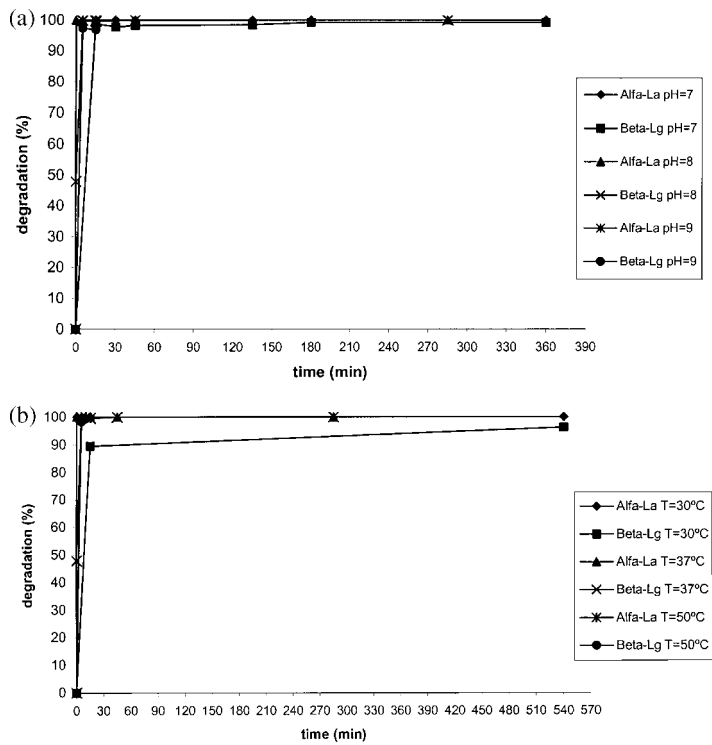 (a)
100
90
80
70
60
50
40
30
20
10
0
degradation (%)
0 30 60 90 120 150 180 210 240 270 300 330 360 390
time (min)
Alfa-La pH=7
Beta-Lg pH=7
Alfa-La pH=8
Beta-Lg pH=8
Alfa-La pH=9
Beta-Lg pH=9
(b)
100
90
80
70
60
50
40
30
20
10
0
degradation (%)
0 30 60 90 120 150 180 210 240 270 300 330 360 390 420 450 480 510 540 570
time (min)
Alfa-La T=30ºC
Beta-Lg T=30ºC
Alfa-La T=37ºC
Beta-Lg T=37ºC
Alfa-La T=50ºC
Beta-Lg T=50ºC